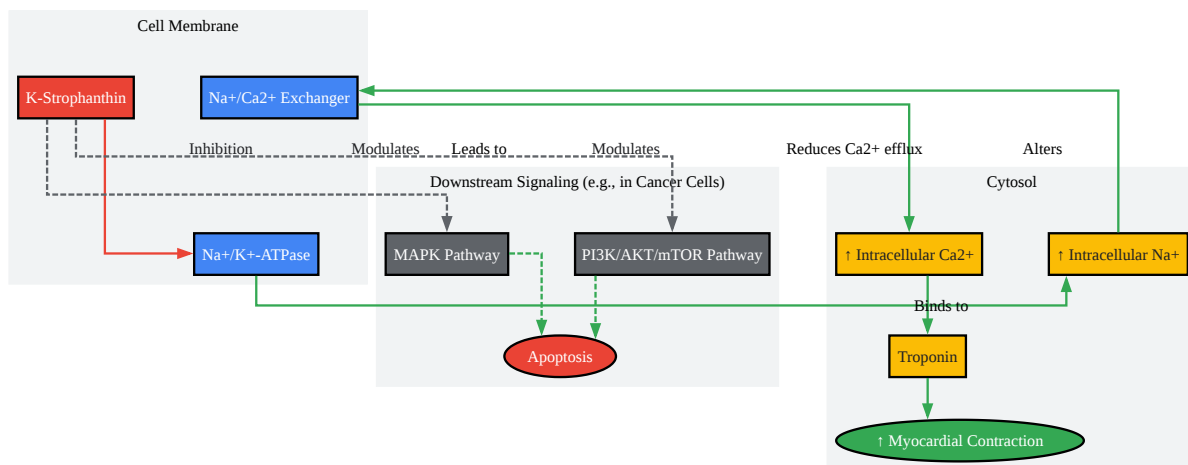 Cell Membrane
K-Strophanthin
Na+/Ca2+ Exchanger
Inhibition
Modulates
Leads to
Modulates
Reduces Ca2+ efflux
Alters
Downstream Signaling (e.g., in Cancer Cells)
Cytosol
Na+/K+-ATPase
MAPK Pathway
PI3K/AKT/mTOR Pathway
↑ Intracellular Ca2+
↑ Intracellular Na+
Binds to
Apoptosis
Troponin
↑ Myocardial Contraction